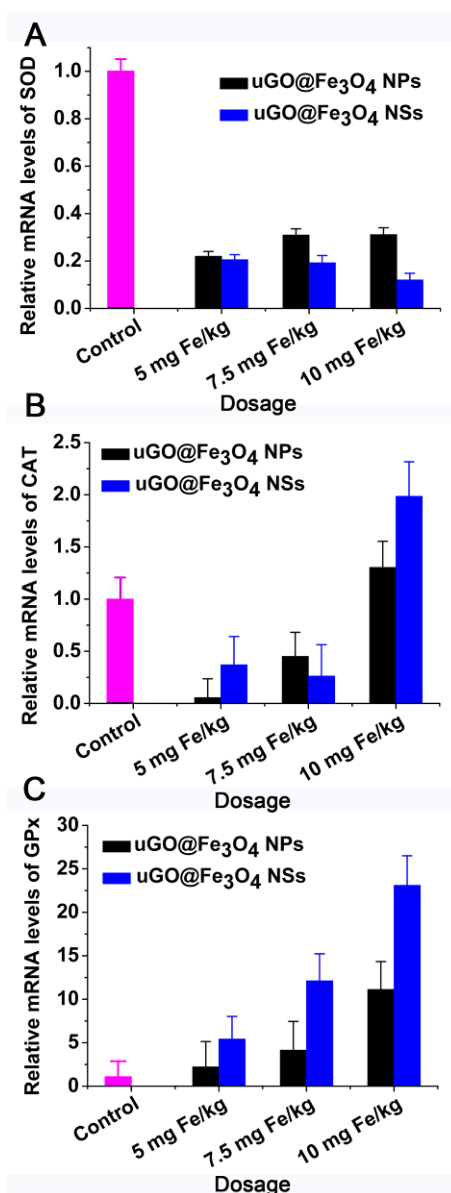 A
Relative mRNA levels of SOD
1.0
0.8
0.6
0.4
0.2
0.0
uGO@Fe₃O₄ NPs
uGO@Fe₃O₄ NSs
Control
5 mg Fe/kg
7.5 mg Fe/kg
10 mg Fe/kg
Dosage
B
Relative mRNA levels of CAT
2.5
2.0
1.5
1.0
0.5
0.0
uGO@Fe₃O₄ NPs
uGO@Fe₃O₄ NSs
Control
5 mg Fe/kg
7.5 mg Fe/kg
10 mg Fe/kg
Dosage
C
Relative mRNA levels of GPx
30
25
20
15
10
5
0
uGO@Fe₃O₄ NPs
uGO@Fe₃O₄ NSs
Control
5 mg Fe/kg
7.5 mg Fe/kg
10 mg Fe/kg
Dosage